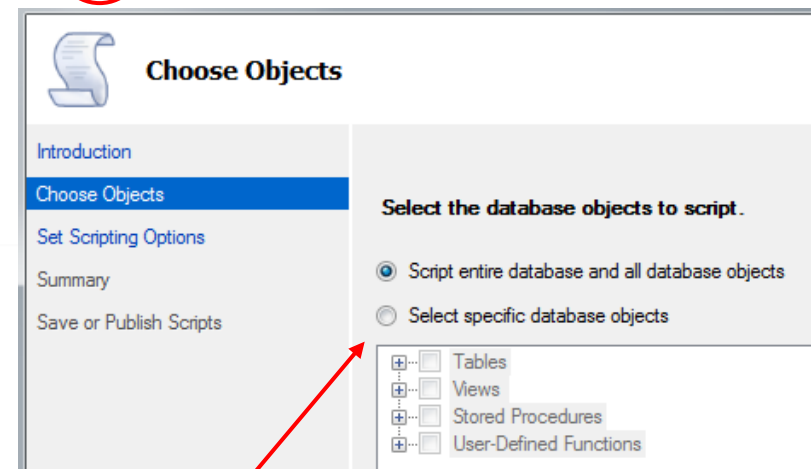 Choose Objects
Introduction
Choose Objects
Set Scripting Options
Summary
Save or Publish Scripts
Select the database objects to script.
Script entire database and all database objects
Select specific database objects
Tables
Views
Stored Procedures
User-Defined Functions